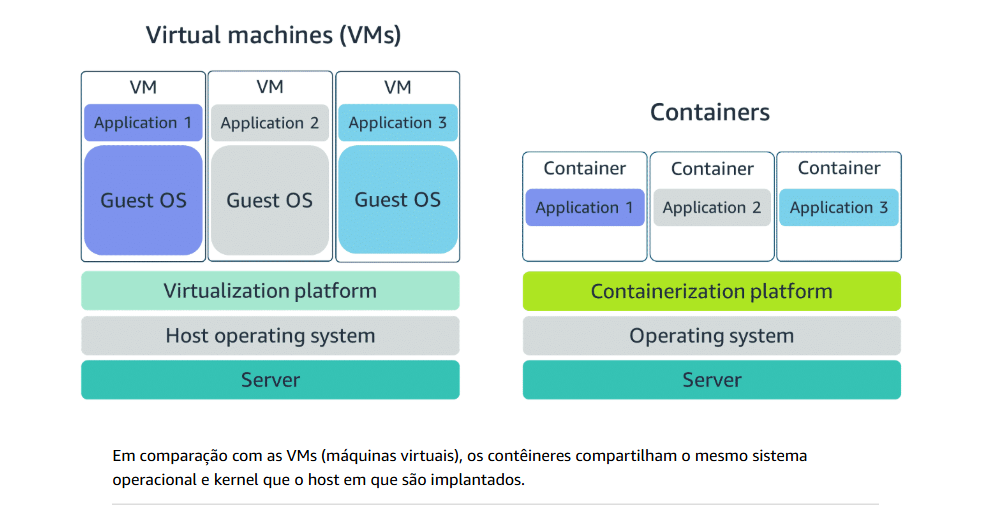 Virtual machines (VMs)
VM
VM
VM
Application 1
Application 2
Application 3
Guest OS
Guest OS
Guest OS
Virtualization platform
Host operating system
Server
Containers
Container
Container
Container
Application 1
Application 2
Application 3
Containerization platform
Operating system
Server
Em comparação com as VMs (máquinas virtuais), os contêineres compartilham o mesmo sistema
operacional e kernel que o host em que são implantados.